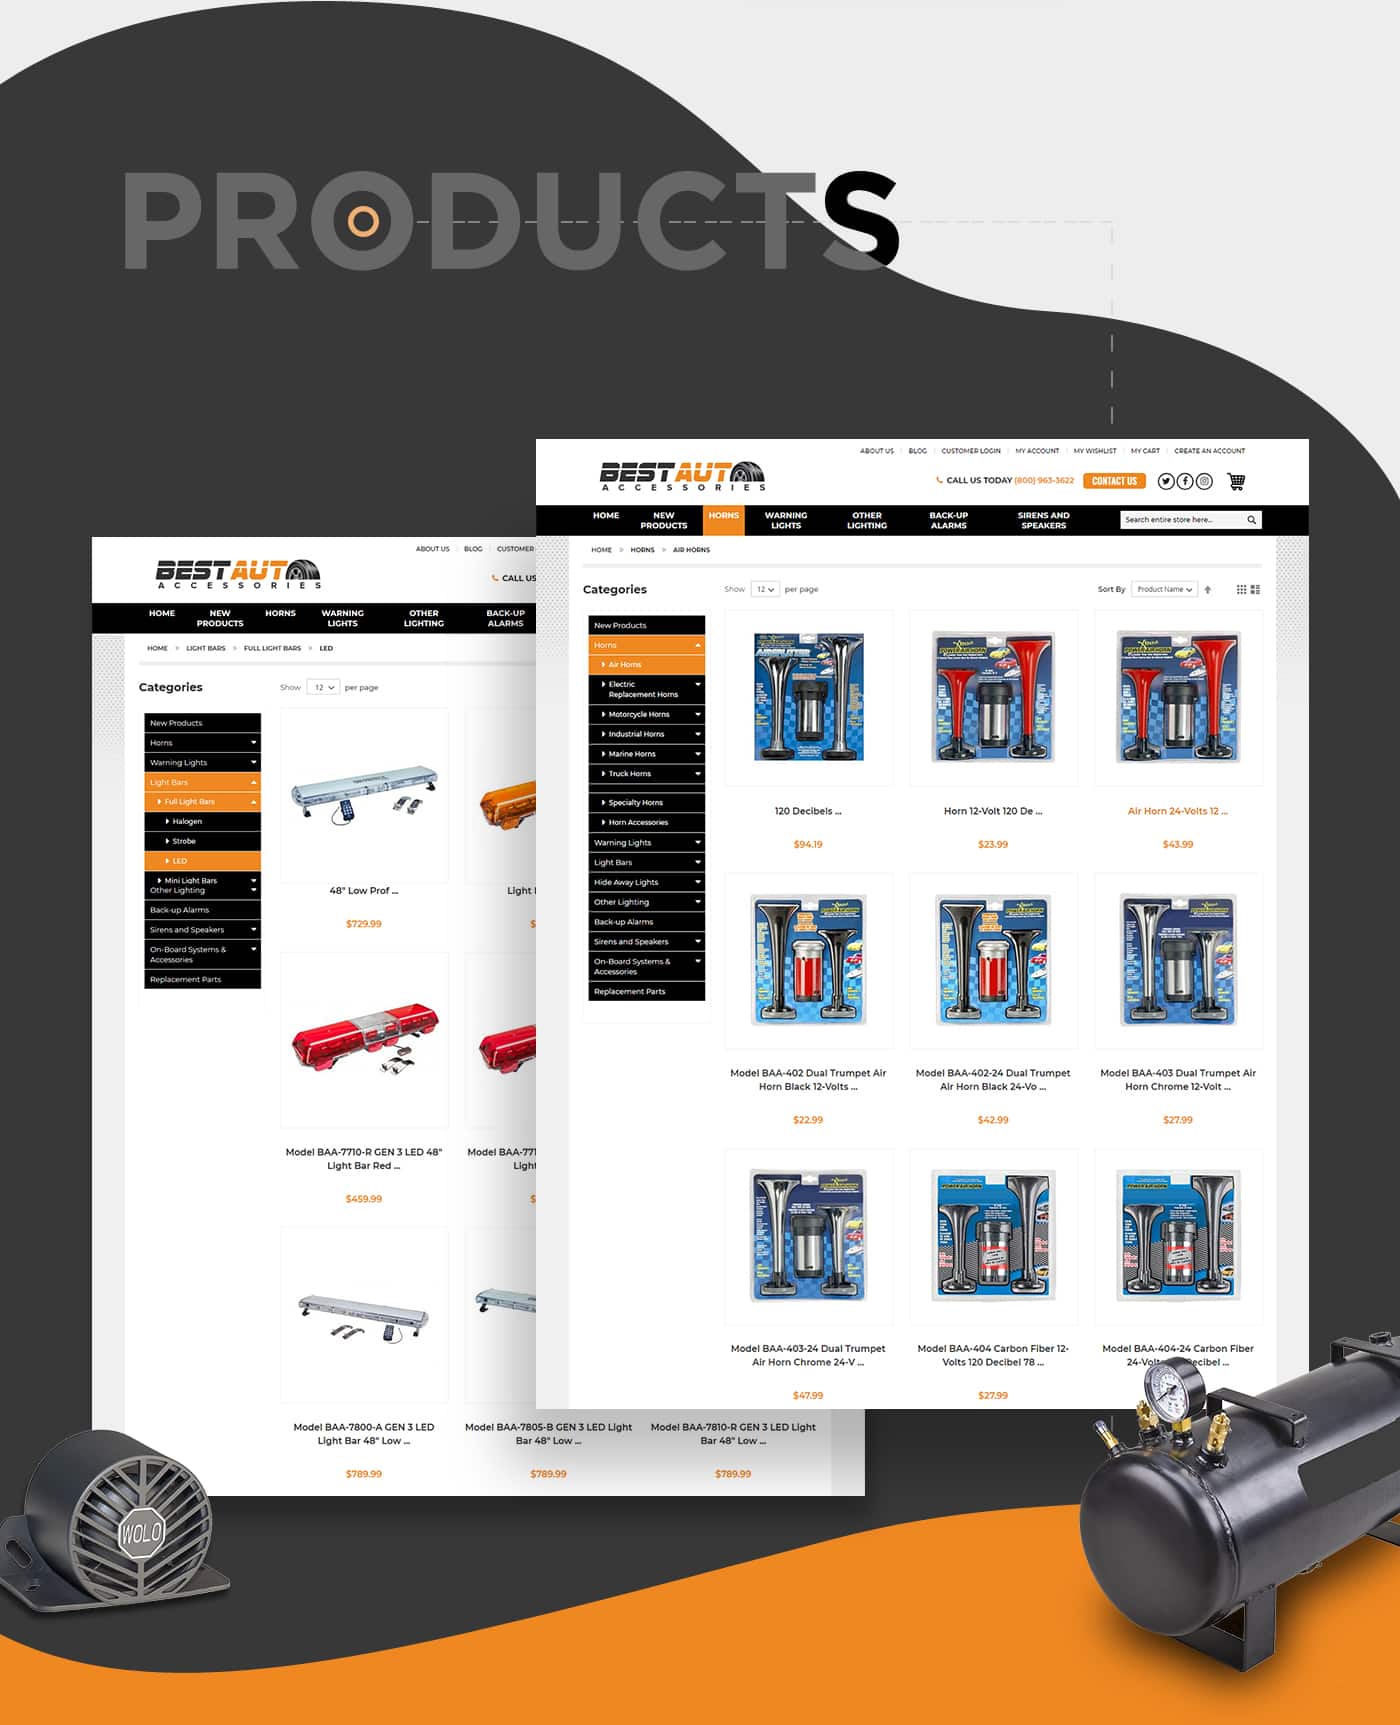 PRODUCTS
BEST AUTO
ACCESSORIES
ABOUT US
BLOG
CUSTOMER LOGIN
MY ACCOUNT
MY WISHLIST
MY CART
CREATE AN ACCOUNT
CALL US TODAY (800) 963-3622
CONTACT US
HOME
NEW
PRODUCTS
HORNS
WARNING
LIGHTS
OTHER
LIGHTING
BACK-UP
ALARMS
SIRENS AND
SPEAKERS
Search entire store here...
HOME > HORNS > AIR HORNS
Categories
Show 12 per page
Sort By Product Name
New Products
Horns
Air Horns
Electric
Replacement Horns
Motorcycle Horns
Industrial Horns
Marine Horns
Truck Horns
Specialty Horns
Horn Accessories
Warning Lights
Light Bars
Hide Away Lights
Other Lighting
Back-up Alarms
Sirens and Speakers
On-Board Systems &
Accessories
Replacement Parts
120 Decibels ...
$94.19
Horn 12-Volt 120 De ...
$23.99
Air Horn 24-Volts 12 ...
$43.99
Model BAA-402 Dual Trumpet Air
Horn Black 12-Volts ...
$22.99
Model BAA-402-24 Dual Trumpet
Air Horn Black 24-Vo ...
$42.99
Model BAA-403 Dual Trumpet Air
Horn Chrome 12-Volt ...
$27.99
Model BAA-403-24 Dual Trumpet
Air Horn Chrome 24-V ...
$47.99
Model BAA-404 Carbon Fiber 12-
Volts 120 Decibel 78 ...
$27.99
Model BAA-404-24 Carbon Fiber
24-Volt
ecibel ...
BEST AUTO
ACCESSORIES
ABOUT US
BLOG
CUSTOMER
CALL US
HOME
NEW
PRODUCTS
HORNS
WARNING
LIGHTS
OTHER
LIGHTING
BACK-UP
ALARMS
HOME > LIGHT BARS > FULL LIGHT BARS > LED
Categories
Show 12 per page
New Products
Horns
Warning Lights
Light Bars
Full Light Bars
Halogen
Strobe
LED
Mini Light Bars
Other Lighting
Back-up Alarms
Sirens and Speakers
On-Board Systems &
Accessories
Replacement Parts
48" Low Prof ...
$729.99
Light
$
Model BAA-7710-R GEN 3 LED 48"
Light Bar Red ...
$459.99
Model BAA-771
Light
$
Model BAA-7800-A GEN 3 LED
Light Bar 48" Low ...
$789.99
Model BAA-7805-B GEN 3 LED Light
Bar 48" Low ...
$789.99
Model BAA-7810-R GEN 3 LED Light
Bar 48" Low ...
$789.99
WOLO